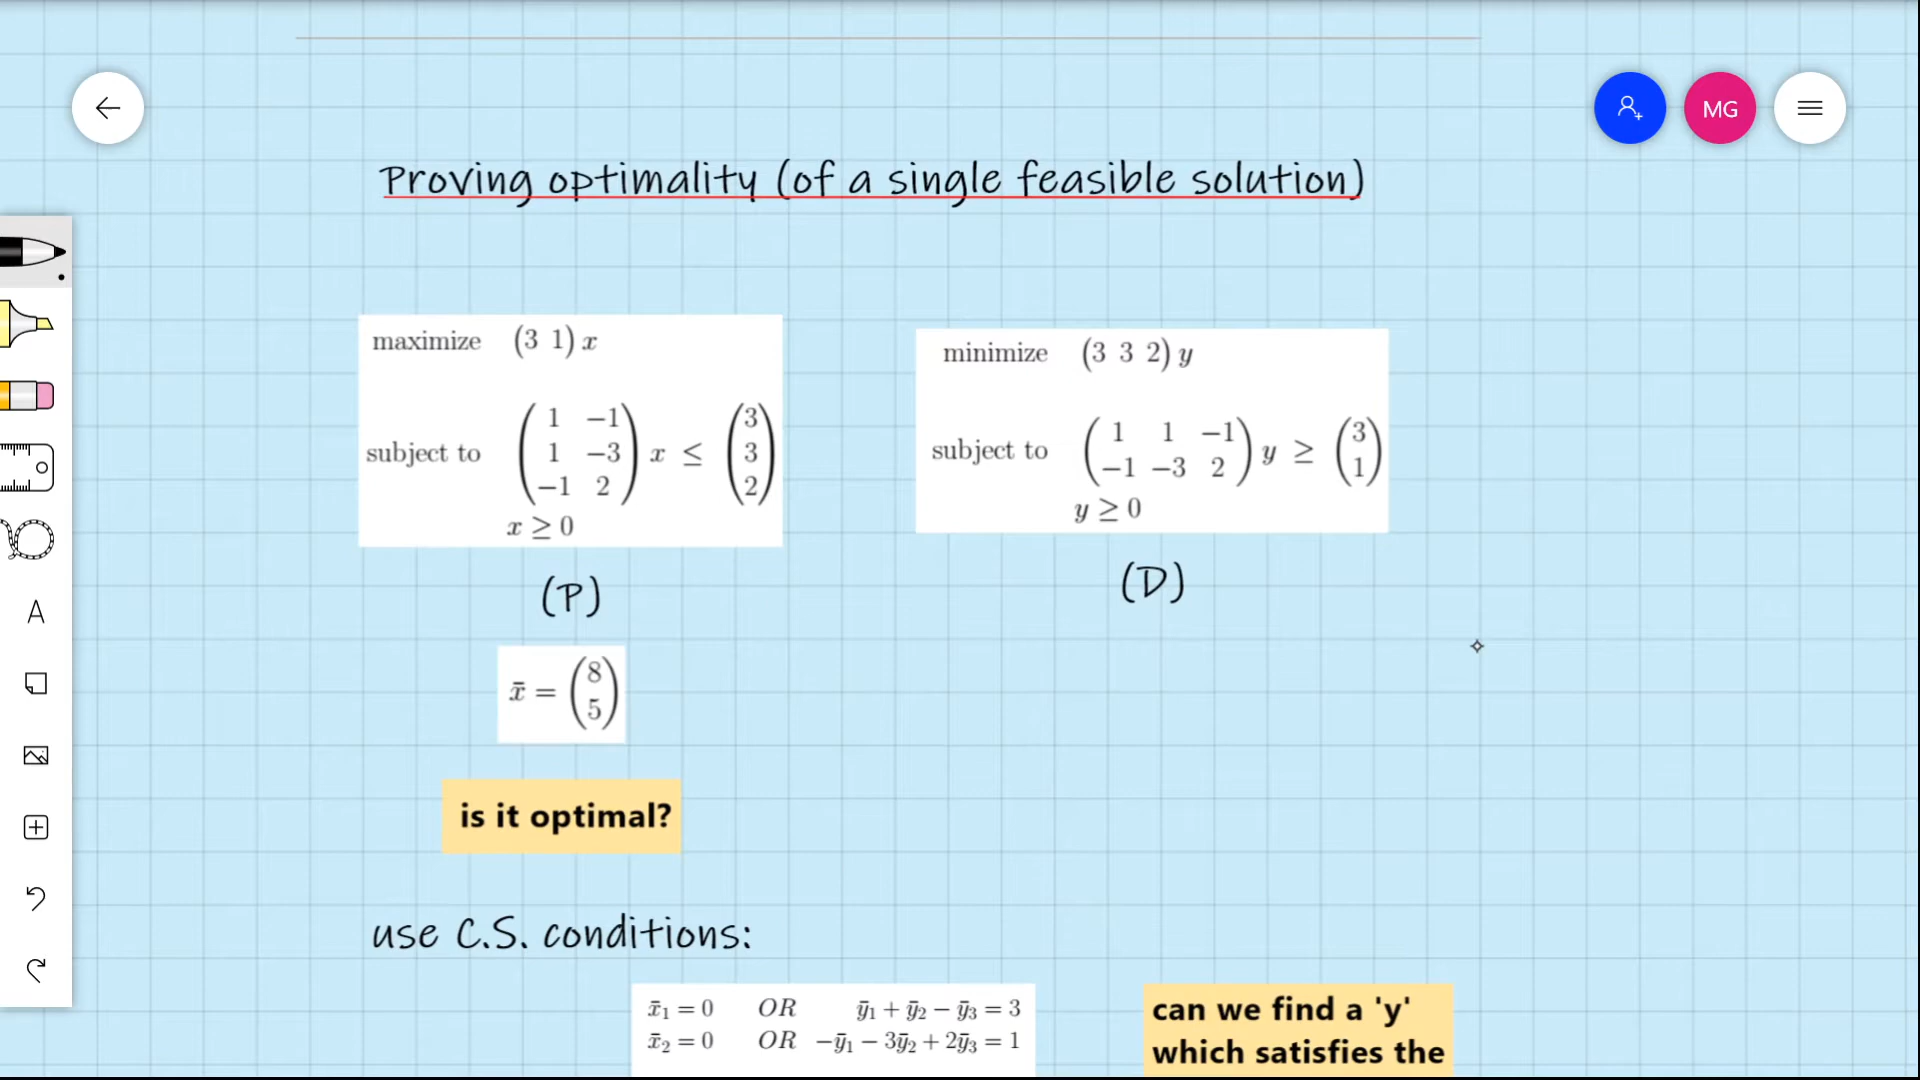 MG
Proving optimality (of a single feasible solution)
maximize (3 1) x
subject to
1 -1
1 -3
-1 2
x ≤
3
3
2
x ≥ 0
(P)
minimize (3 3 2) y
subject to
1 1 -1
-1 -3 2
y ≥
3
1
y ≥ 0
(D)
x̄ =
8
5
is it optimal?
use C.S. conditions:
x̄₁ = 0 OR ȳ₁ + ȳ₂ − ȳ₃ = 3
x̄₂ = 0 OR −ȳ₁ − 3ȳ₂ + 2ȳ₃ = 1
can we find a 'y'
which satisfies the
A